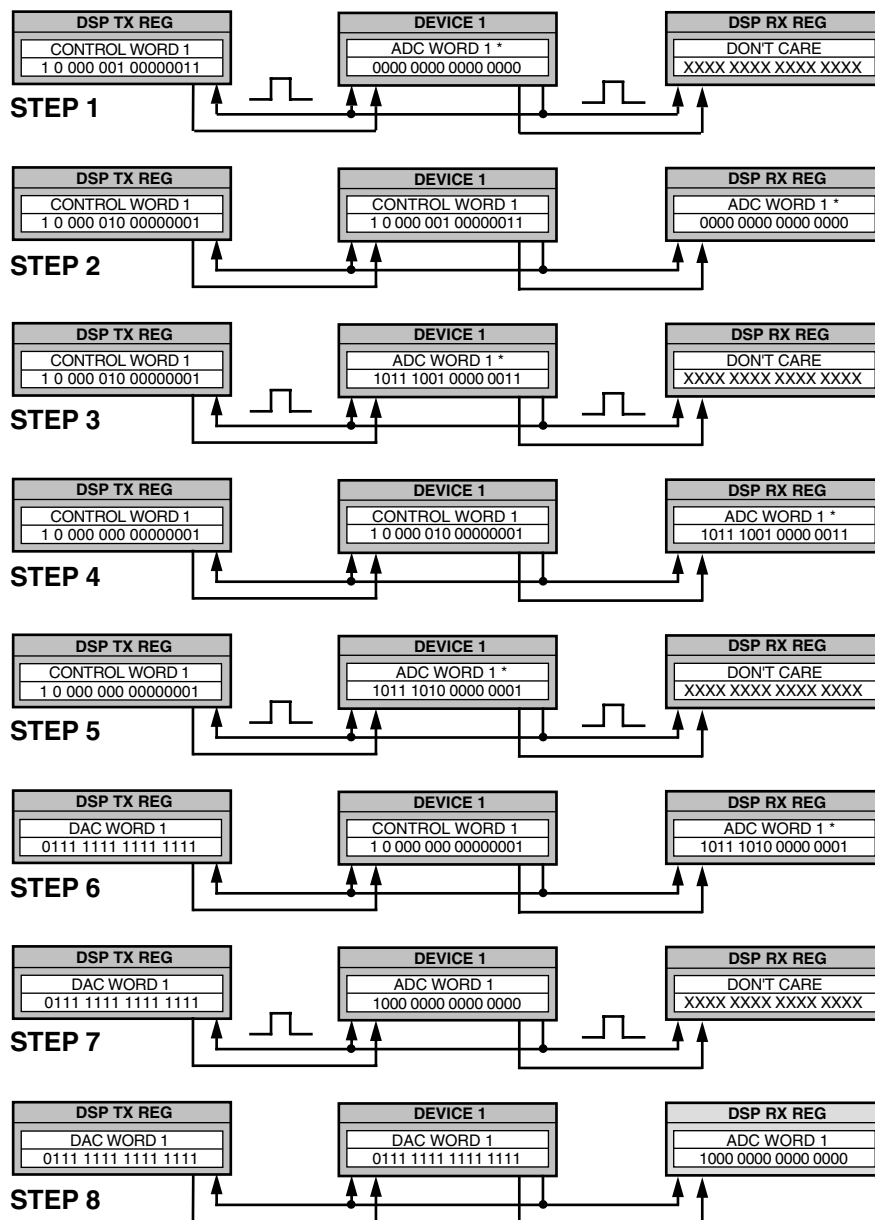 DSP TX REG
CONTROL WORD 1
1 0 000 001 00000011
DEVICE 1
ADC WORD 1 *
0000 0000 0000 0000
DSP RX REG
DON'T CARE
XXXX XXXX XXXX XXXX
STEP 1
DSP TX REG
CONTROL WORD 1
1 0 000 010 00000001
DEVICE 1
CONTROL WORD 1
1 0 000 001 00000011
DSP RX REG
ADC WORD 1 *
0000 0000 0000 0000
STEP 2
DSP TX REG
CONTROL WORD 1
1 0 000 010 00000001
DEVICE 1
ADC WORD 1 *
1011 1001 0000 0011
DSP RX REG
DON'T CARE
XXXX XXXX XXXX XXXX
STEP 3
DSP TX REG
CONTROL WORD 1
1 0 000 000 00000001
DEVICE 1
CONTROL WORD 1
1 0 000 010 00000001
DSP RX REG
ADC WORD 1 *
1011 1001 0000 0011
STEP 4
DSP TX REG
CONTROL WORD 1
1 0 000 000 00000001
DEVICE 1
ADC WORD 1 *
1011 1010 0000 0001
DSP RX REG
DON'T CARE
XXXX XXXX XXXX XXXX
STEP 5
DSP TX REG
DAC WORD 1
0111 1111 1111 1111
DEVICE 1
CONTROL WORD 1
1 0 000 000 00000001
DSP RX REG
ADC WORD 1 *
1011 1010 0000 0001
STEP 6
DSP TX REG
DAC WORD 1
0111 1111 1111 1111
DEVICE 1
ADC WORD 1
1000 0000 0000 0000
DSP RX REG
DON'T CARE
XXXX XXXX XXXX XXXX
STEP 7
DSP TX REG
DAC WORD 1
0111 1111 1111 1111
DEVICE 1
DAC WORD 1
0111 1111 1111 1111
DSP RX REG
ADC WORD 1
1000 0000 0000 0000
STEP 8